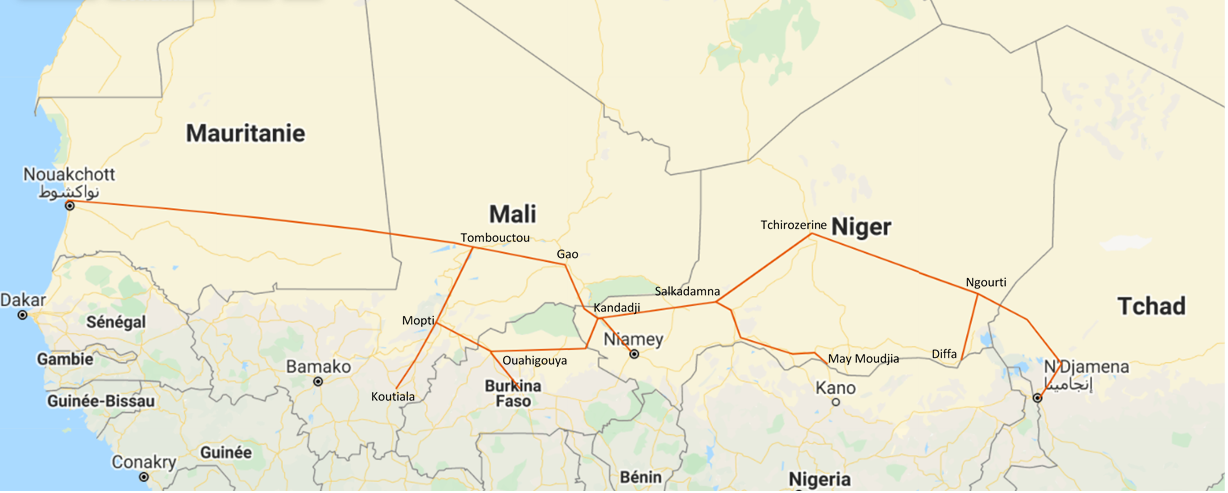 Mauritanie
Nouakchott
نواكشوط
Mali
Tchirozerine
Niger
Tombouctou
Gao
Ngourti
Salkadamna
Dakar
Kandadji
Tchad
Sénégal
Mopti
Niamey
Gambie
Ouahigouya
May Moudjia
Diffa
Bamako
N'Djamena
إنجامينا
Koutiala
Burkina
Faso
Kano
Guinée-Bissau
Guinée
Conakry
Bénin
Nigeria